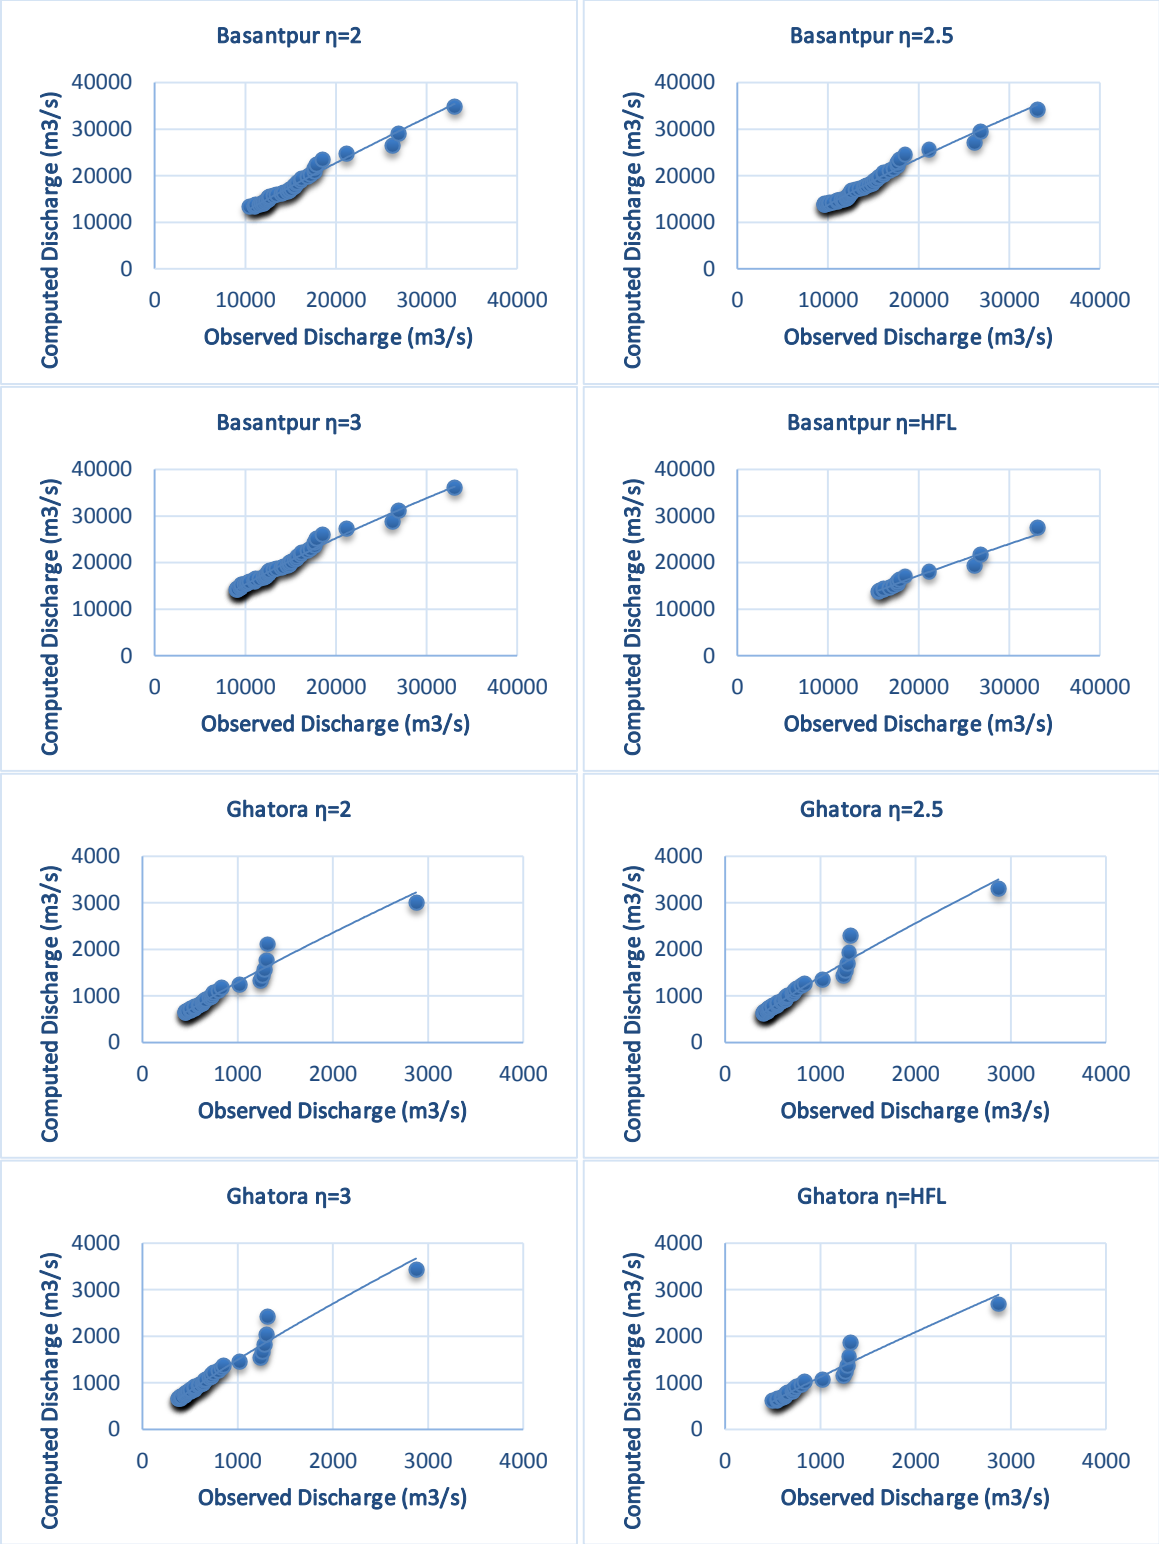 Basantpur η=2
Computed Discharge (m3/s)
40000
30000
20000
10000
0
0 10000 20000 30000 40000
Observed Discharge (m3/s)
Basantpur η=2.5
Computed Discharge (m3/s)
40000
30000
20000
10000
0
0 10000 20000 30000 40000
Observed Discharge (m3/s)
Basantpur η=3
Computed Discharge (m3/s)
40000
30000
20000
10000
0
0 10000 20000 30000 40000
Observed Discharge (m3/s)
Basantpur η=HFL
Computed Discharge (m3/s)
40000
30000
20000
10000
0
0 10000 20000 30000 40000
Observed Discharge (m3/s)
Ghatora η=2
Computed Discharge (m3/s)
4000
3000
2000
1000
0
0 1000 2000 3000 4000
Observed Discharge (m3/s)
Ghatora η=2.5
Computed Discharge (m3/s)
4000
3000
2000
1000
0
0 1000 2000 3000 4000
Observed Discharge (m3/s)
Ghatora η=3
Computed Discharge (m3/s)
4000
3000
2000
1000
0
0 1000 2000 3000 4000
Observed Discharge (m3/s)
Ghatora η=HFL
Computed Discharge (m3/s)
4000
3000
2000
1000
0
0 1000 2000 3000 4000
Observed Discharge (m3/s)